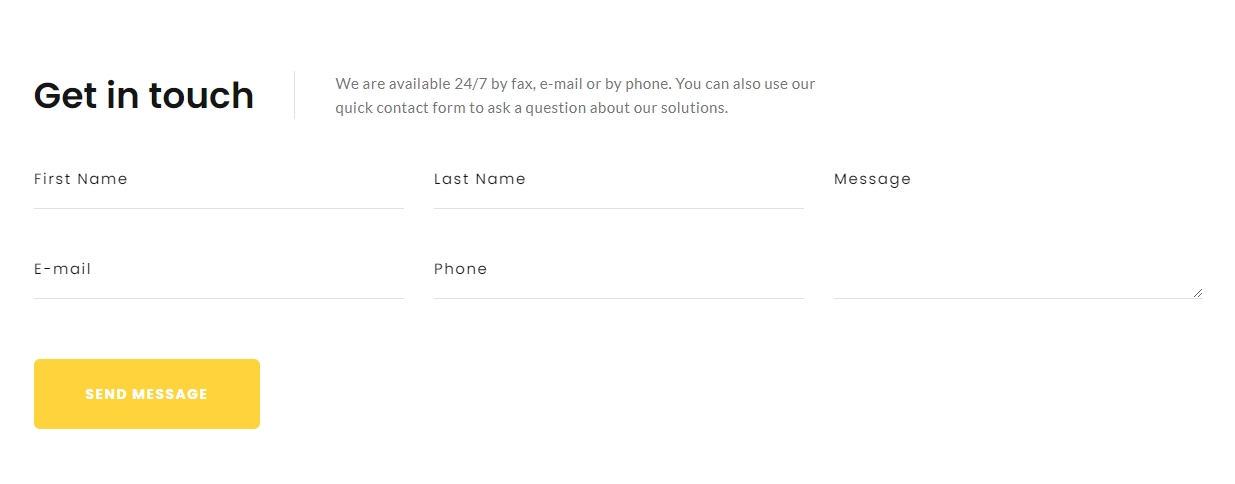 Get in touch
We are available 24/7 by fax, e-mail or by phone. You can also use our
quick contact form to ask a question about our solutions.
First Name
Last Name
Message
E-mail
Phone
SEND MESSAGE